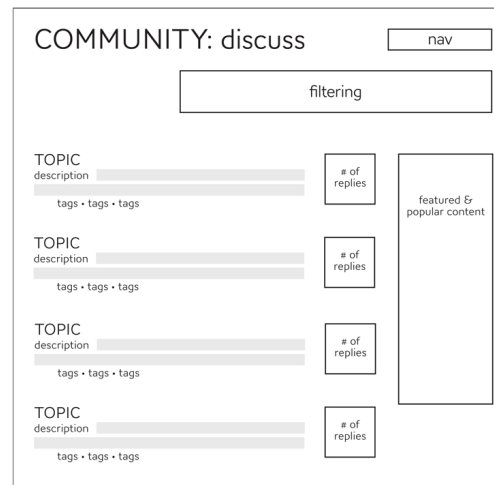 COMMUNITY: discuss
nav
filtering
TOPIC
description
tags • tags • tags
# of
replies
featured &
popular content
TOPIC
description
tags • tags • tags
# of
replies
TOPIC
description
tags • tags • tags
# of
replies
TOPIC
description
tags • tags • tags
# of
replies